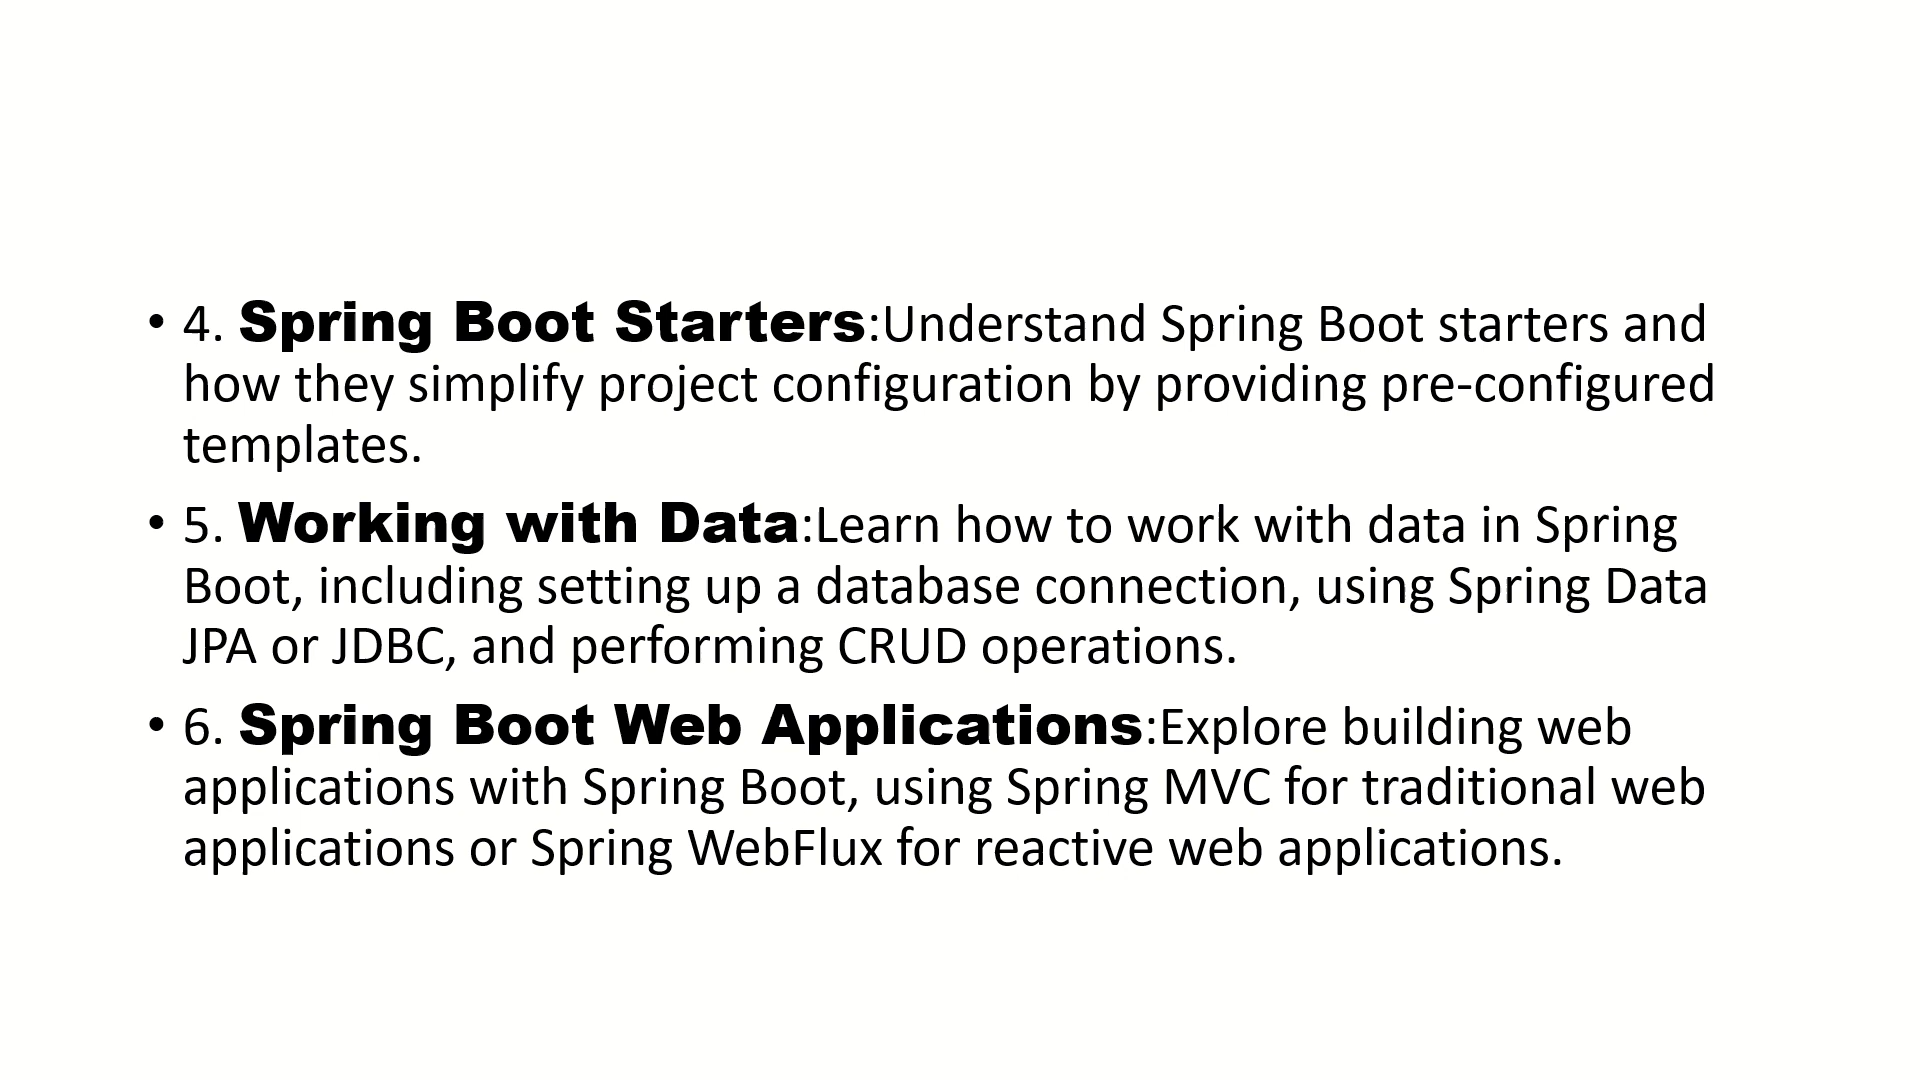 • 4. Spring Boot Starters:Understand Spring Boot starters and
how they simplify project configuration by providing pre-configured
templates.
• 5. Working with Data:Learn how to work with data in Spring
Boot, including setting up a database connection, using Spring Data
JPA or JDBC, and performing CRUD operations.
• 6. Spring Boot Web Applications:Explore building web
applications with Spring Boot, using Spring MVC for traditional web
applications or Spring WebFlux for reactive web applications.